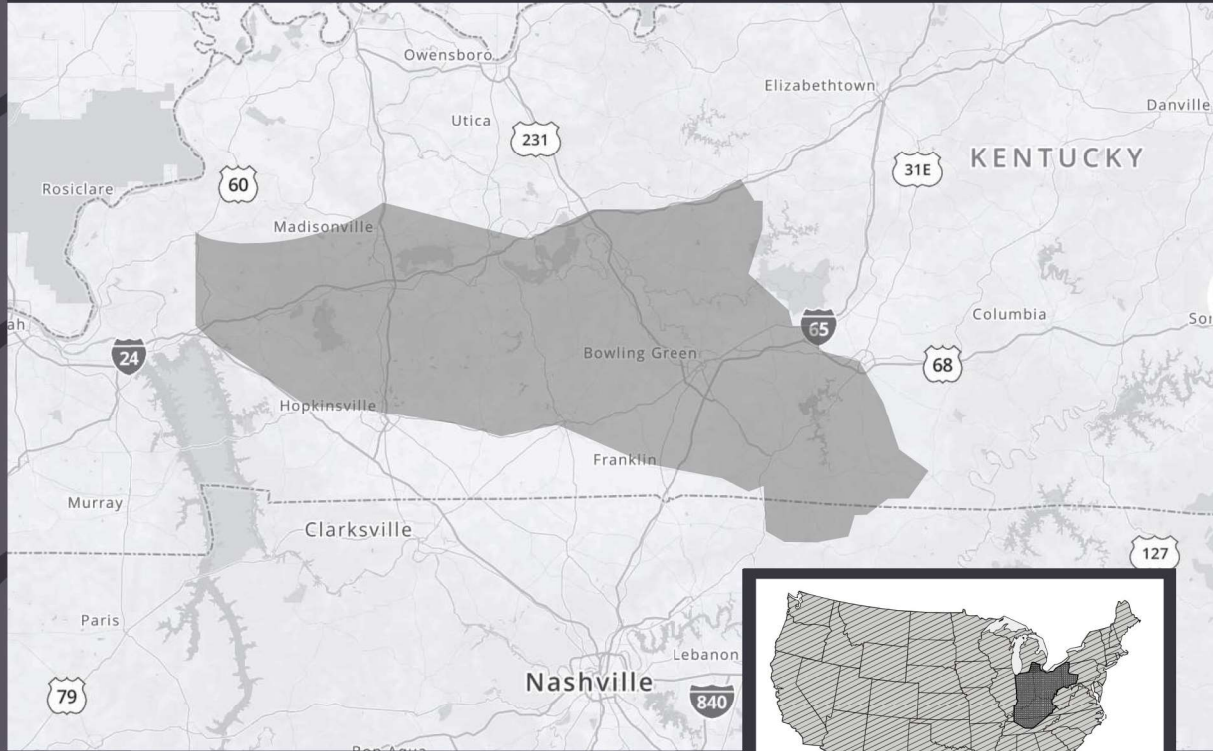 Owensboro
Elizabethtown
Danville
Utica
231
KENTUCKY
31E
60
Rosiclare
Madisonville
Columbia
65
24
Bowling Green
68
Hopkinsville
Franklin
Murray
Clarksville
127
Paris
Lebanon
Nashville
79
840